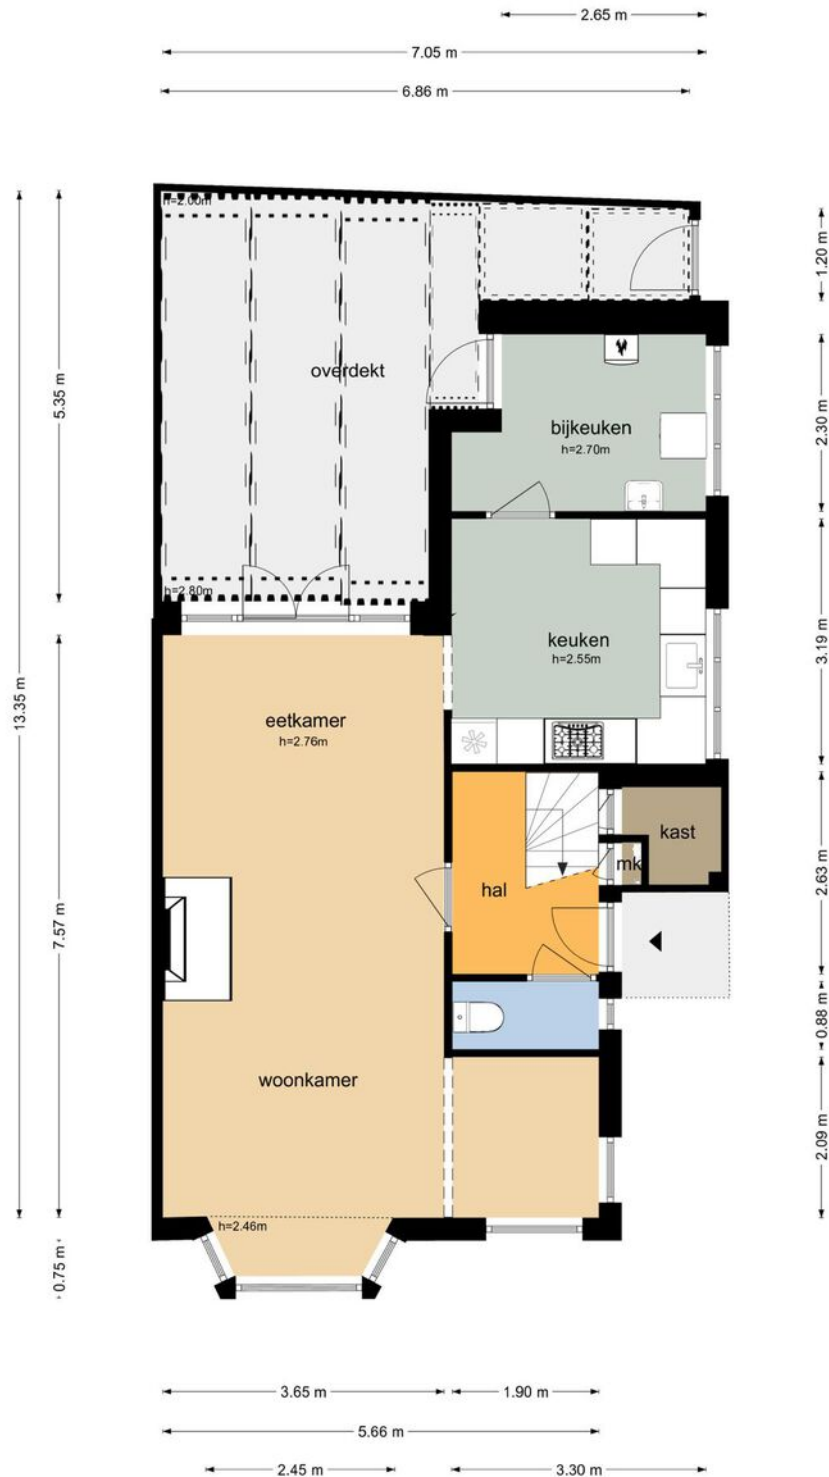 2.65 m
7.05 m
6.86 m
h=2.00m
1.20 m
overdekt
5.35 m
bijkeuken
h=2.70m
2.30 m
h=2.80m
keuken
h=2.55m
3.19 m
13.35 m
eetkamer
h=2.76m
kast
mk
hal
2.63 m
7.57 m
0.88 m
woonkamer
2.09 m
h=2.46m
0.75 m
3.65 m
1.90 m
5.66 m
2.45 m
3.30 m